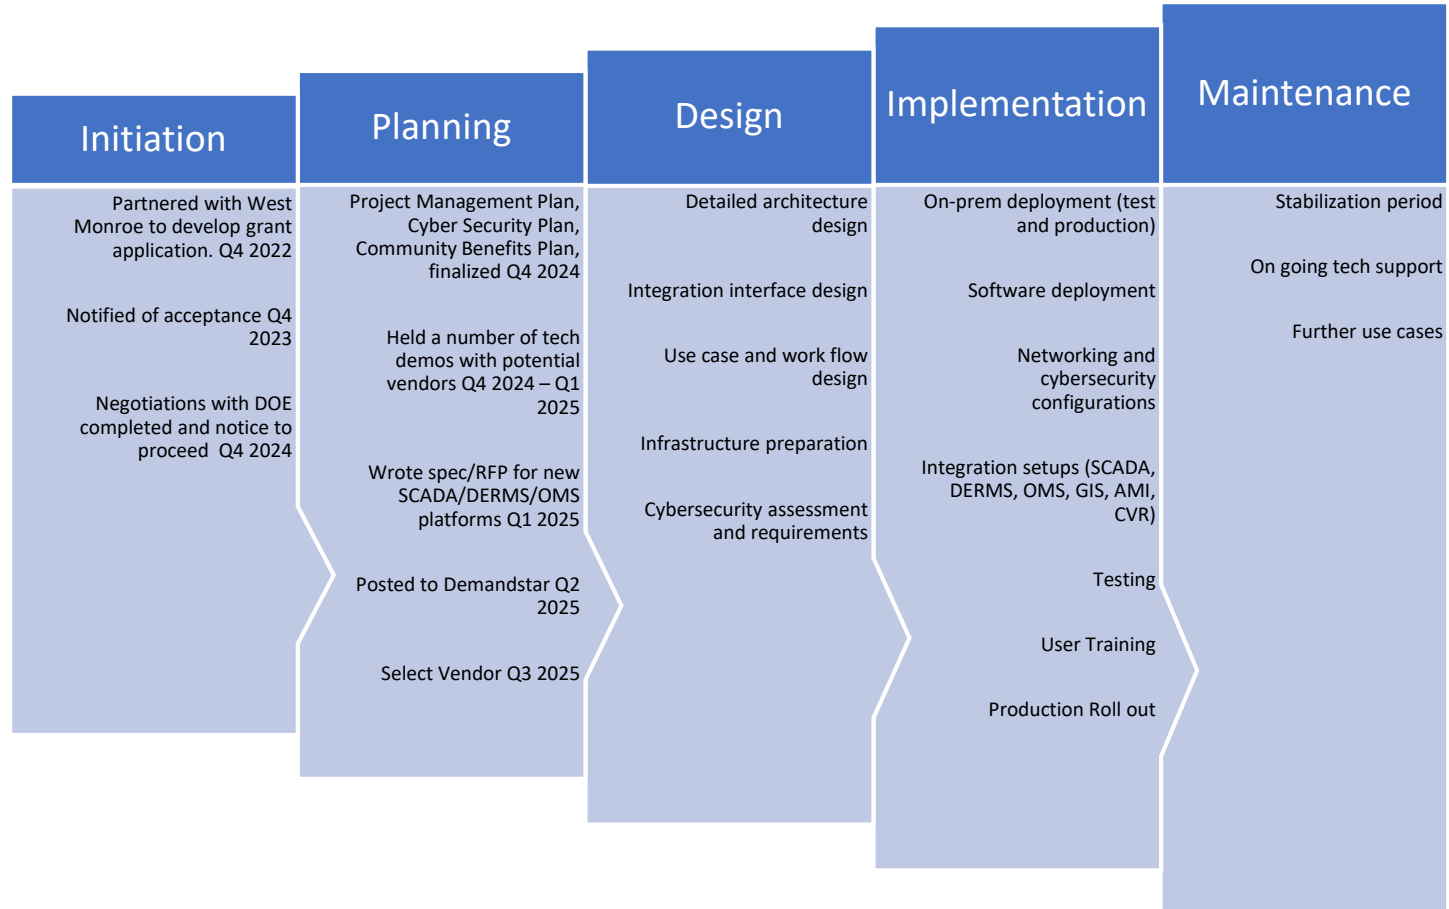 Initiation
Partnered with West
Monroe to develop grant
application. Q4 2022
Notified of acceptance Q4
2023
Negotiations with DOE
completed and notice to
proceed  Q4 2024
Planning
Project Management Plan,
Cyber Security Plan,
Community Benefits Plan,
finalized Q4 2024
Held a number of tech
demos with potential
vendors Q4 2024 – Q1
2025
Wrote spec/RFP for new
SCADA/DERMS/OMS
platforms Q1 2025
Posted to Demandstar Q2
2025
Select Vendor Q3 2025
Design
Detailed architecture
design
Integration interface design
Use case and work flow
design
Infrastructure preparation
Cybersecurity assessment
and requirements
Implementation
On-prem deployment (test
and production)
Software deployment
Networking and
cybersecurity
configurations
Integration setups (SCADA,
DERMS, OMS, GIS, AMI,
CVR)
Testing
User Training
Production Roll out
Maintenance
Stabilization period
On going tech support
Further use cases